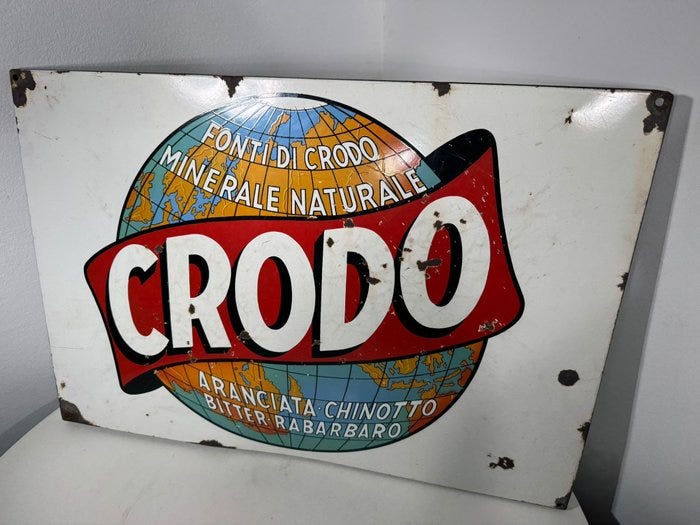 FONTI DI CRODO
MINERALE NATURALE
CRODO
ARANCIATA·CHINOTTO
BITTER·RABARBARO